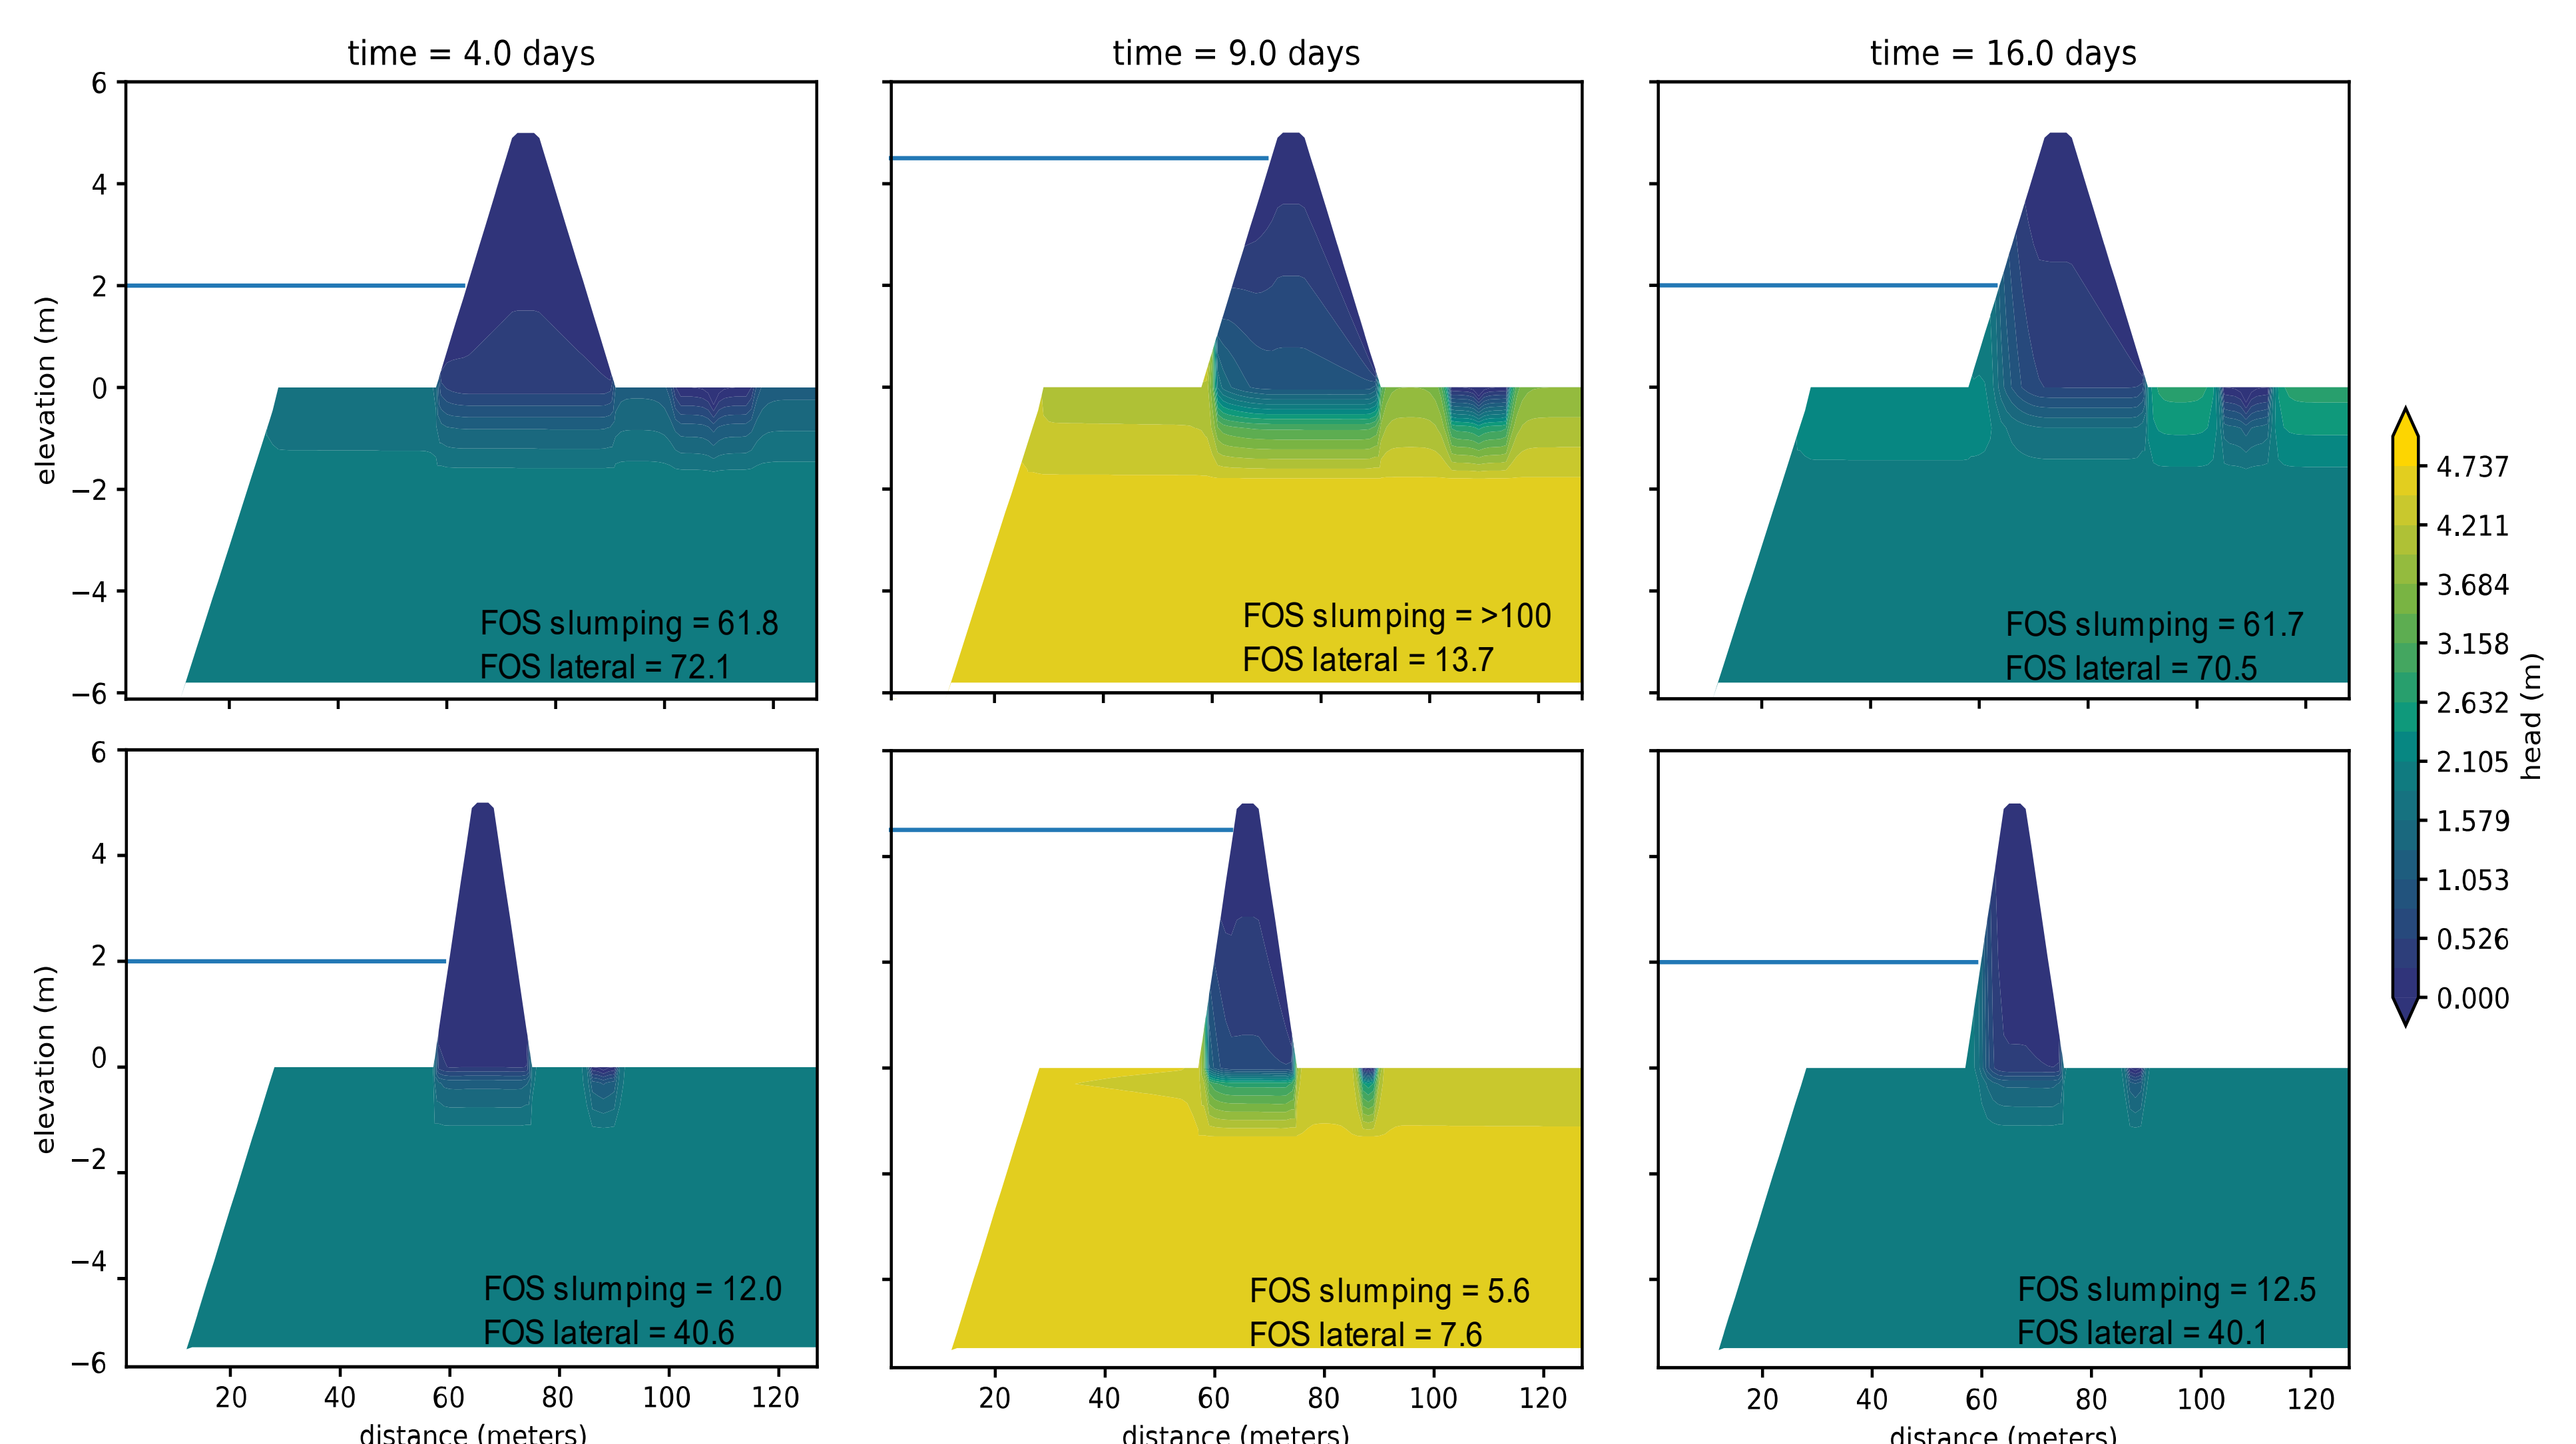 time = 4.0 days
time = 9.0 days
time = 16.0 days
6
4
2
0
−2
−4
−6
elevation (m)
FOS slumping = 61.8
FOS lateral = 72.1
FOS slumping = >100
FOS lateral = 13.7
FOS slumping = 61.7
FOS lateral = 70.5
4.737
4.211
3.684
3.158
2.632
2.105
1.579
1.053
0.526
0.000
head (m)
6
4
2
0
−2
−4
−6
elevation (m)
FOS slumping = 12.0
FOS lateral = 40.6
FOS slumping = 5.6
FOS lateral = 7.6
FOS slumping = 12.5
FOS lateral = 40.1
20 40 60 80 100 120
20 40 60 80 100 120
20 40 60 80 100 120
distance (meters)
distance (meters)
distance (meters)